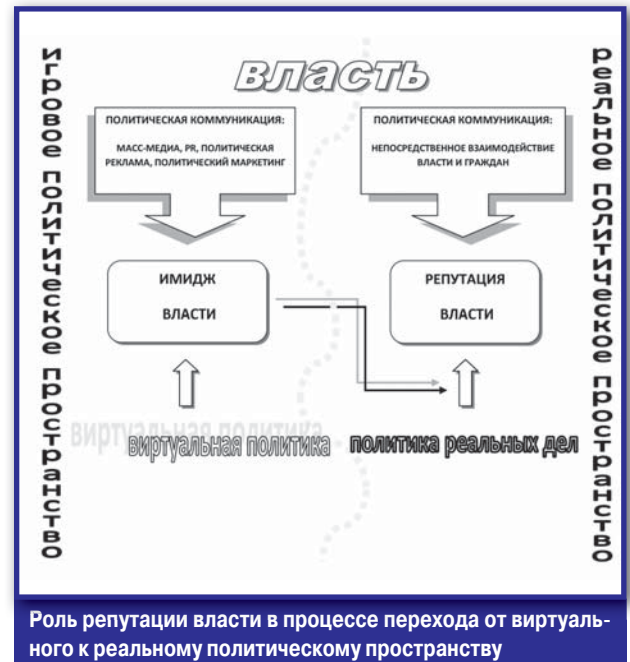 власть
игровое политическое пространство
реальное политическое пространство
ПОЛИТИЧЕСКАЯ КОММУНИКАЦИЯ:
МАСС-МЕДИА, PR, ПОЛИТИЧЕСКАЯ
РЕКЛАМА, ПОЛИТИЧЕСКИЙ МАРКЕТИНГ
ПОЛИТИЧЕСКАЯ КОММУНИКАЦИЯ:
НЕПОСРЕДСТВЕННОЕ ВЗАИМОДЕЙСТВИЕ
ВЛАСТИ И ГРАЖДАН
ИМИДЖ
ВЛАСТИ
РЕПУТАЦИЯ
ВЛАСТИ
виртуальная политика
политика реальных дел
Роль репутации власти в процессе перехода от виртуаль-
ного к реальному политическому пространству